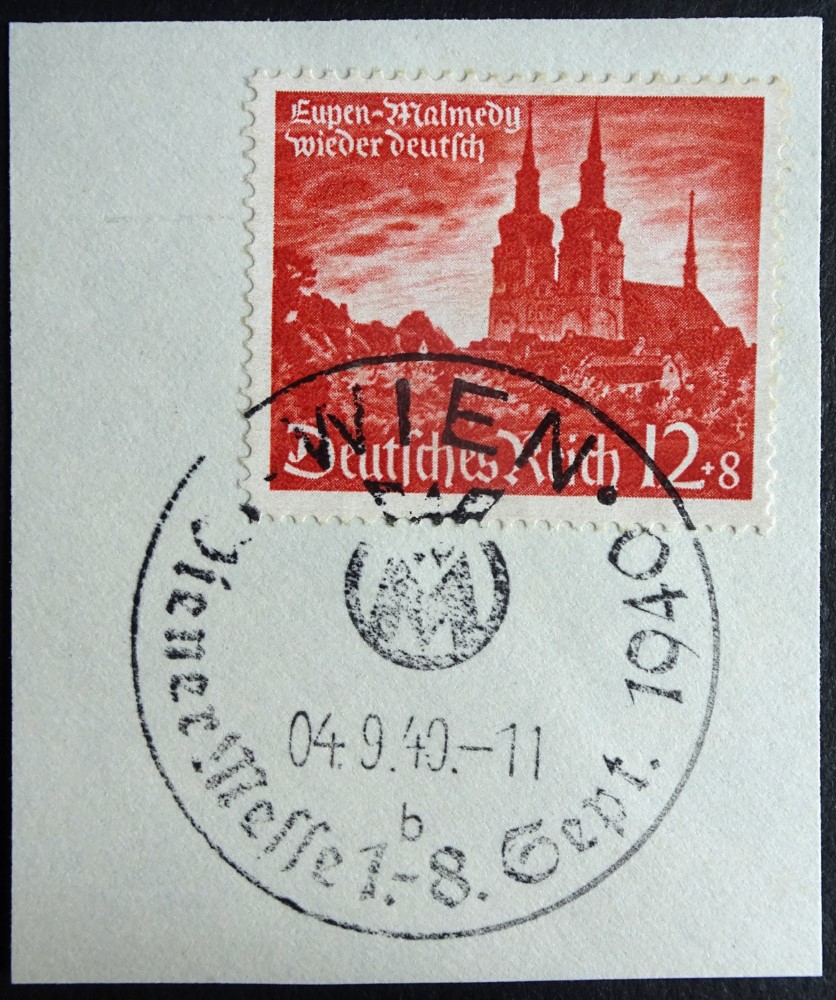 Eupen-Malmedy
wieder deutsch
Deutsches Reich 12+8
WIEN.
M
04.9.40.-11
b
Wiener Messe 1.-8. Sept. 1940